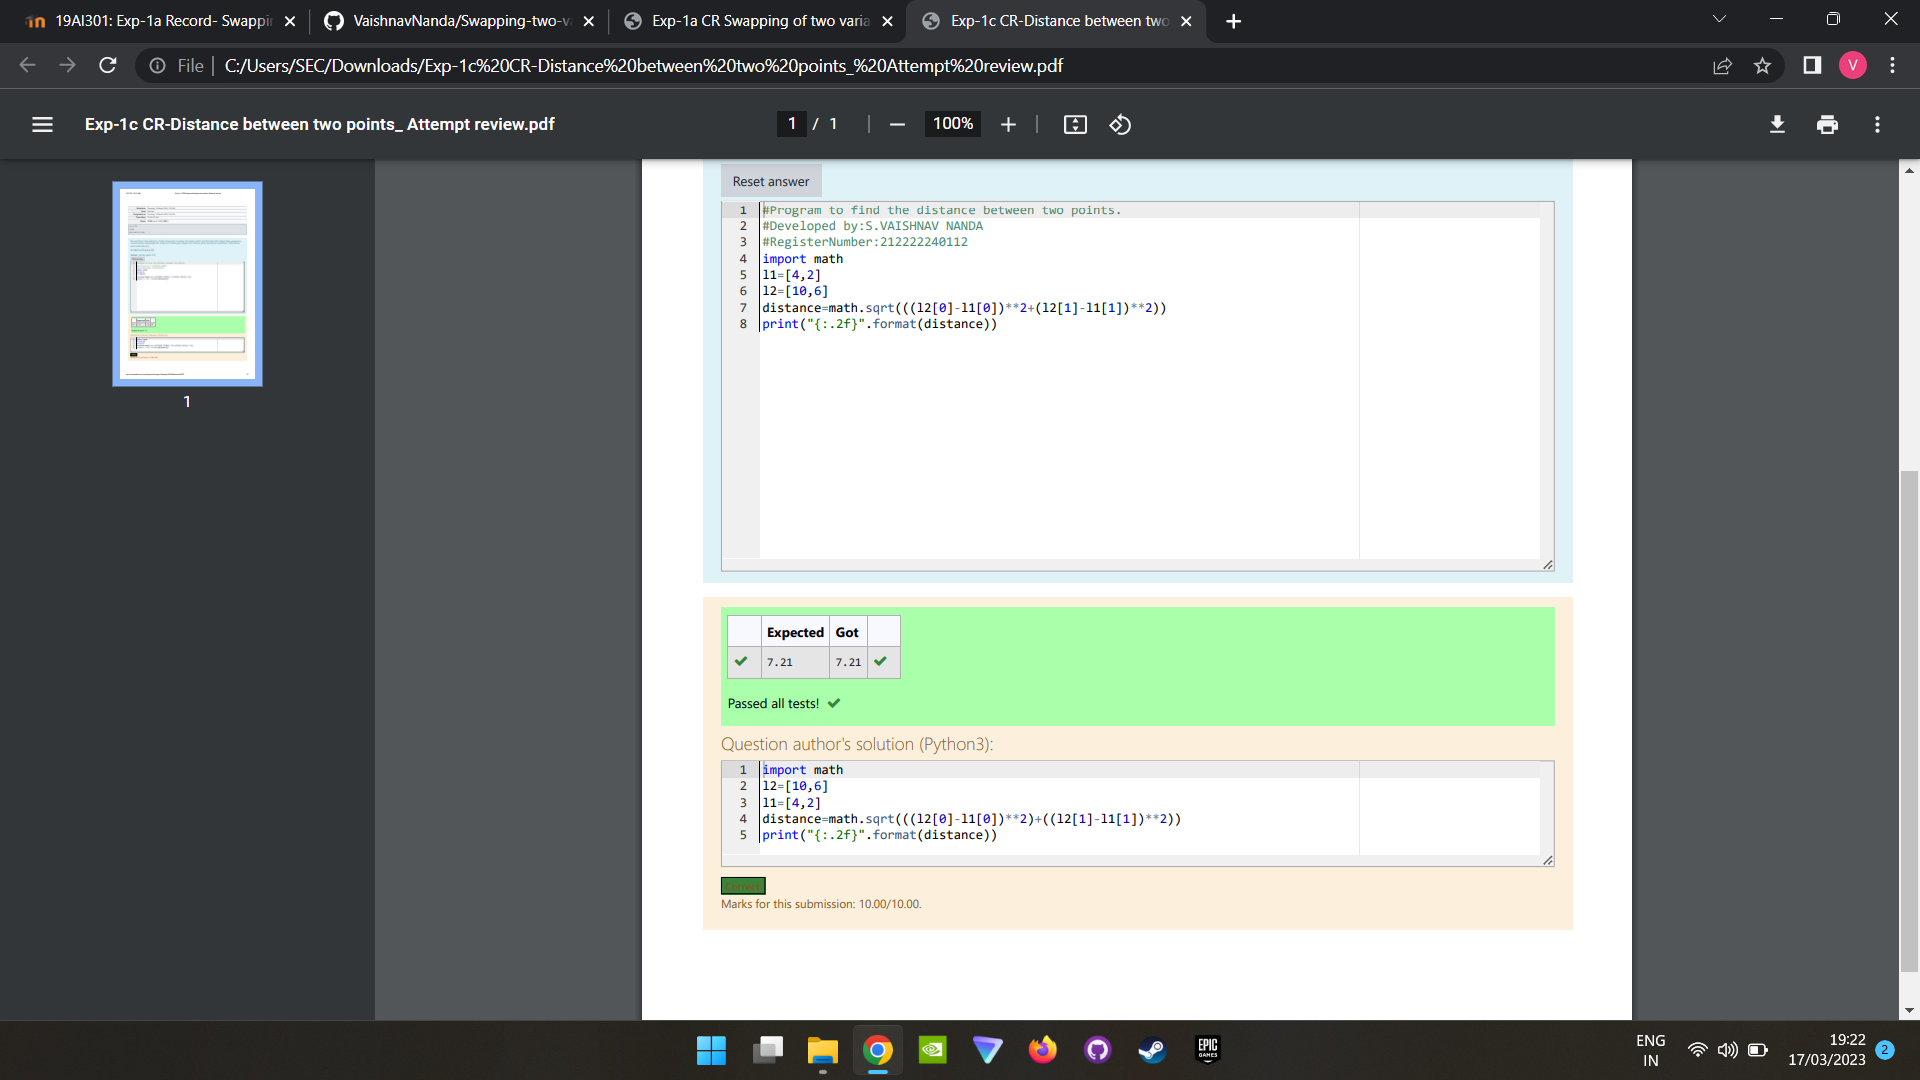 19AI301: Exp-1a Record- Swappin
VaishnavNanda/Swapping-two-va
Exp-1a CR Swapping of two varia
Exp-1c CR-Distance between two
File
C:/Users/SEC/Downloads/Exp-1c%20CR-Distance%20between%20two%20points_%20Attempt%20review.pdf
V
Exp-1c CR-Distance between two points_ Attempt review.pdf
1 / 1
100%
1
Reset answer
1 #Program to find the distance between two points.
2 #Developed by:S.VAISHNAV NANDA
3 #RegisterNumber:212222240112
4 import math
5 l1=[4,2]
6 l2=[10,6]
7 distance=math.sqrt(((l2[0]-l1[0])**2+(l2[1]-l1[1])**2))
8 print("{:.2f}".format(distance))
Expected Got
7.21 7.21
Passed all tests!
Question author's solution (Python3):
1 import math
2 l2=[10,6]
3 l1=[4,2]
4 distance=math.sqrt(((l2[0]-l1[0])**2)+((l2[1]-l1[1])**2))
5 print("{:.2f}".format(distance))
Marks for this submission: 10.00/10.00.
EPIC
GAMES
ENG
IN
19:22
17/03/2023
2